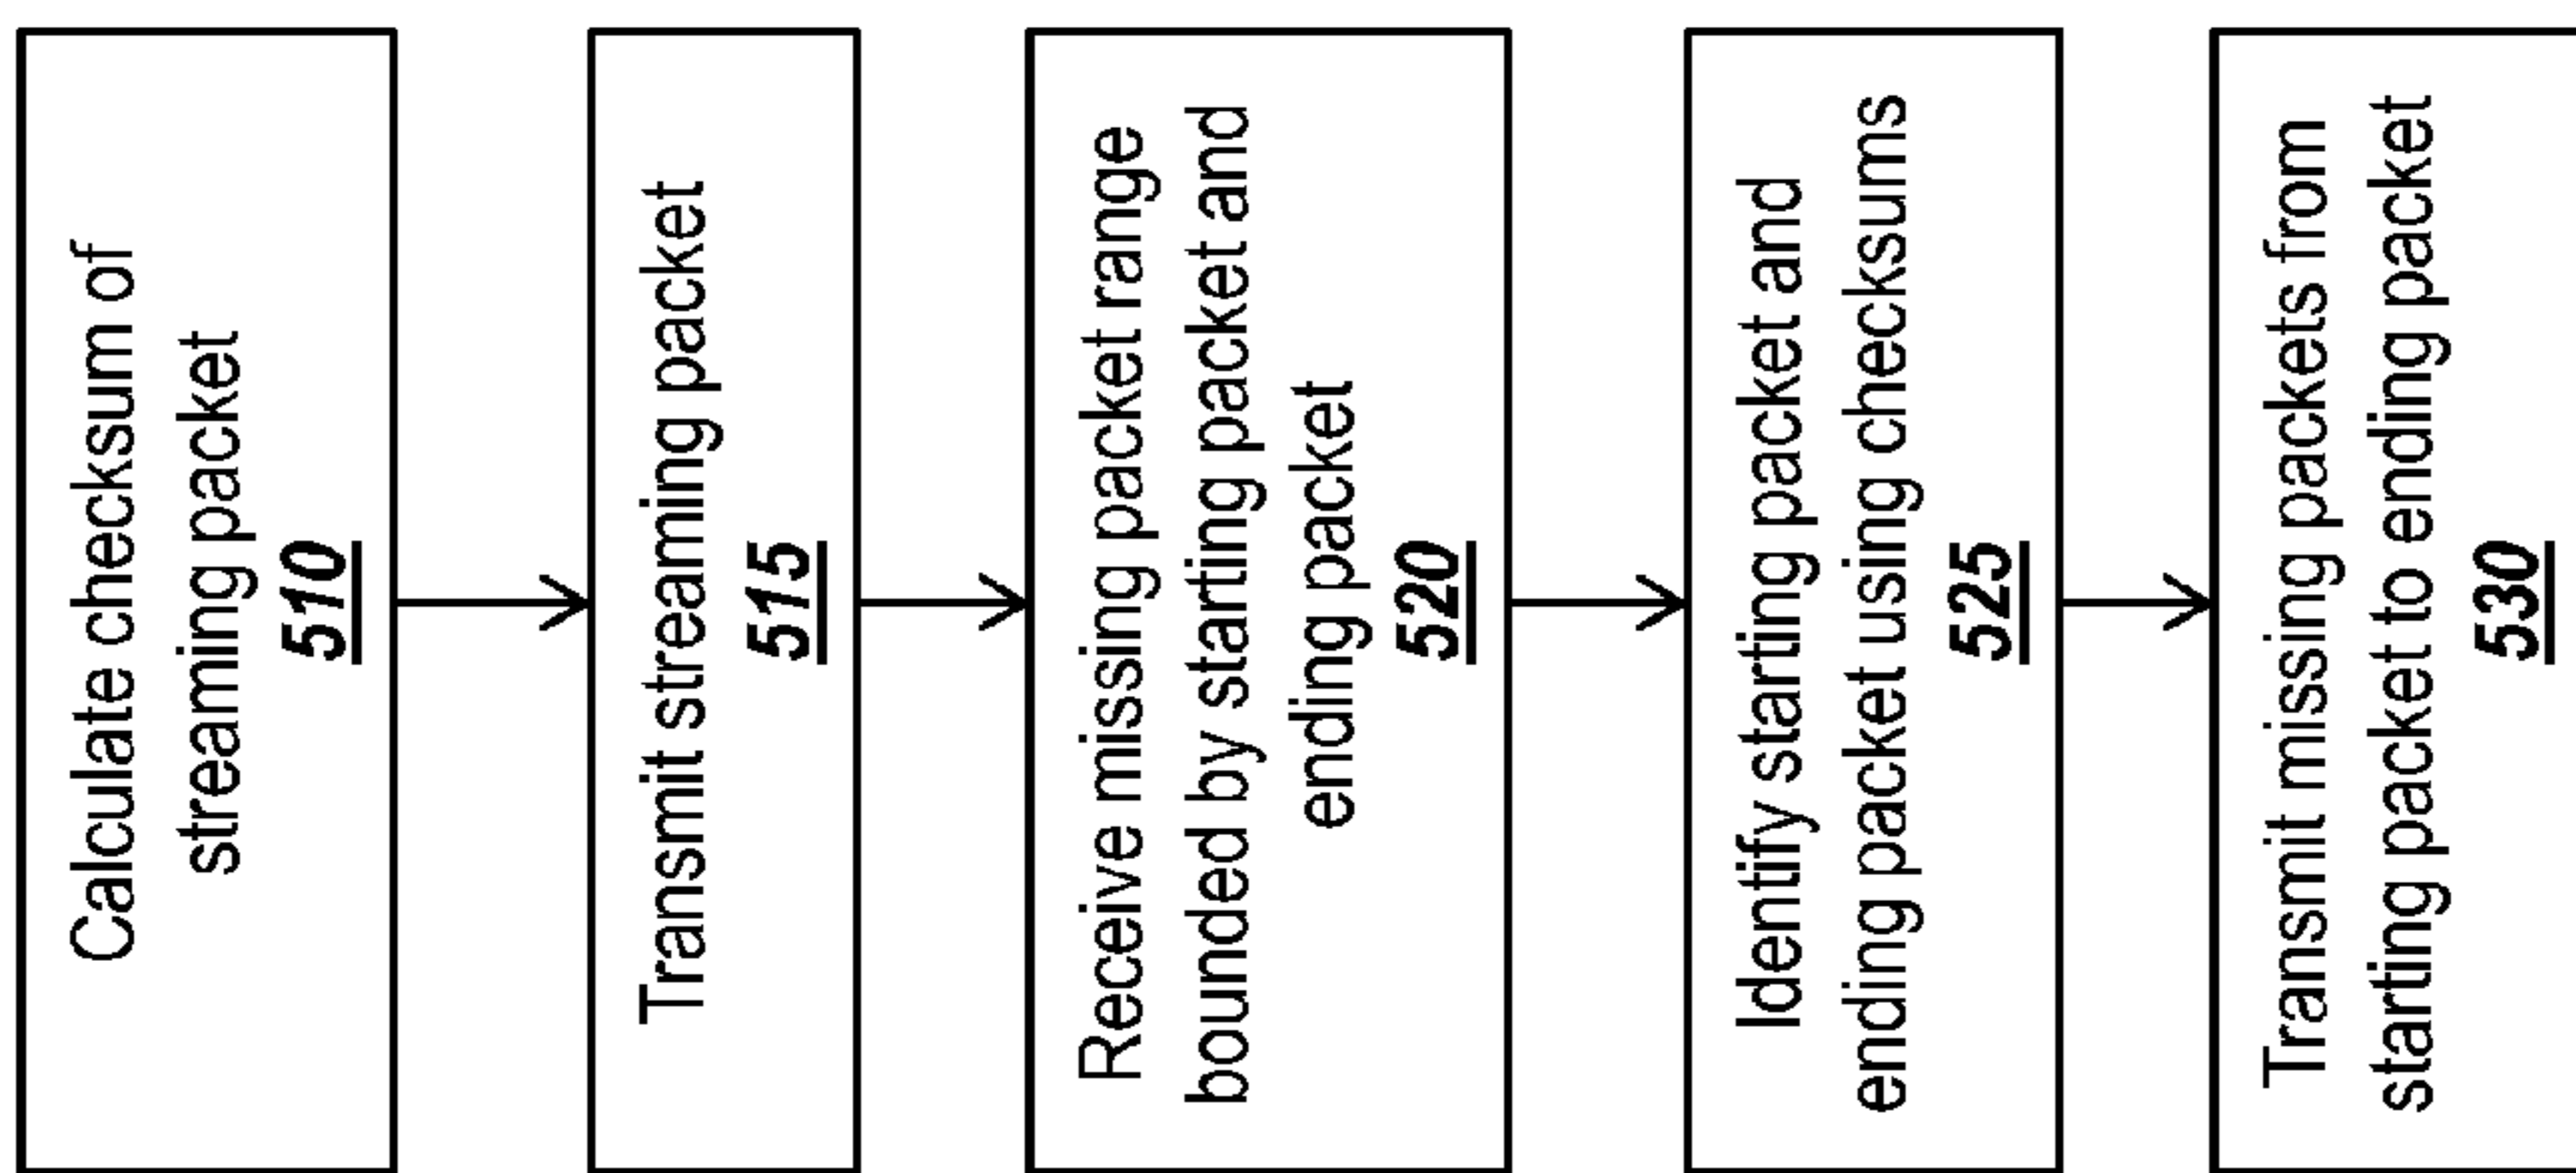 Calculate checksum of
streaming packet
510
Transmit streaming packet
515
Receive missing packet range
bounded by starting packet and
ending packet
520
Identify starting packet and
ending packet using checksums
525
Transmit missing packets from
starting packet to ending packet
530